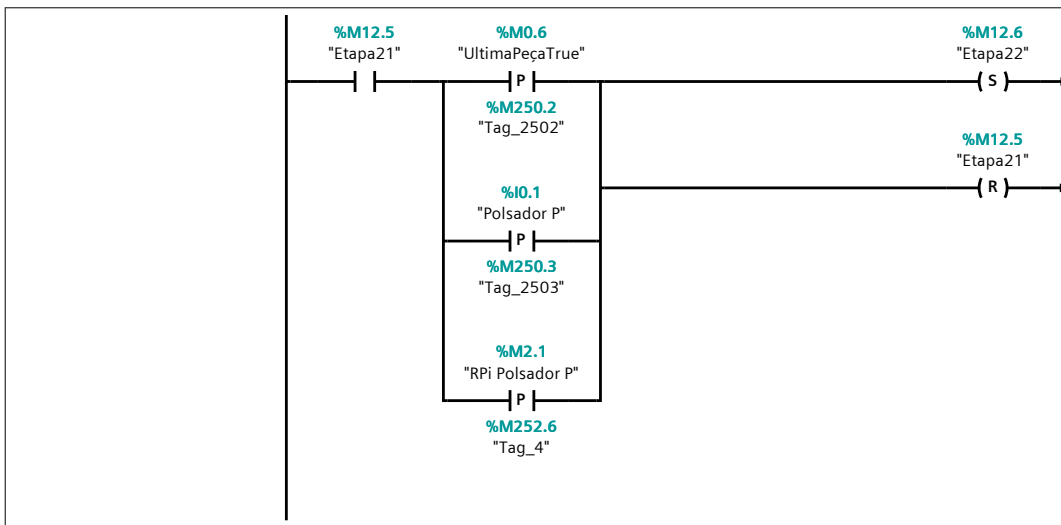 %M12.5 %M0.6 %M12.6
"Etapa21" "UltimaPeçaTrue" "Etapa22"
P S
%M250.2
"Tag_2502"
%M12.5
"Etapa21"
R
%I0.1
"Polsador P"
P
%M250.3
"Tag_2503"
%M2.1
"RPi Polsador P"
P
%M252.6
"Tag_4"